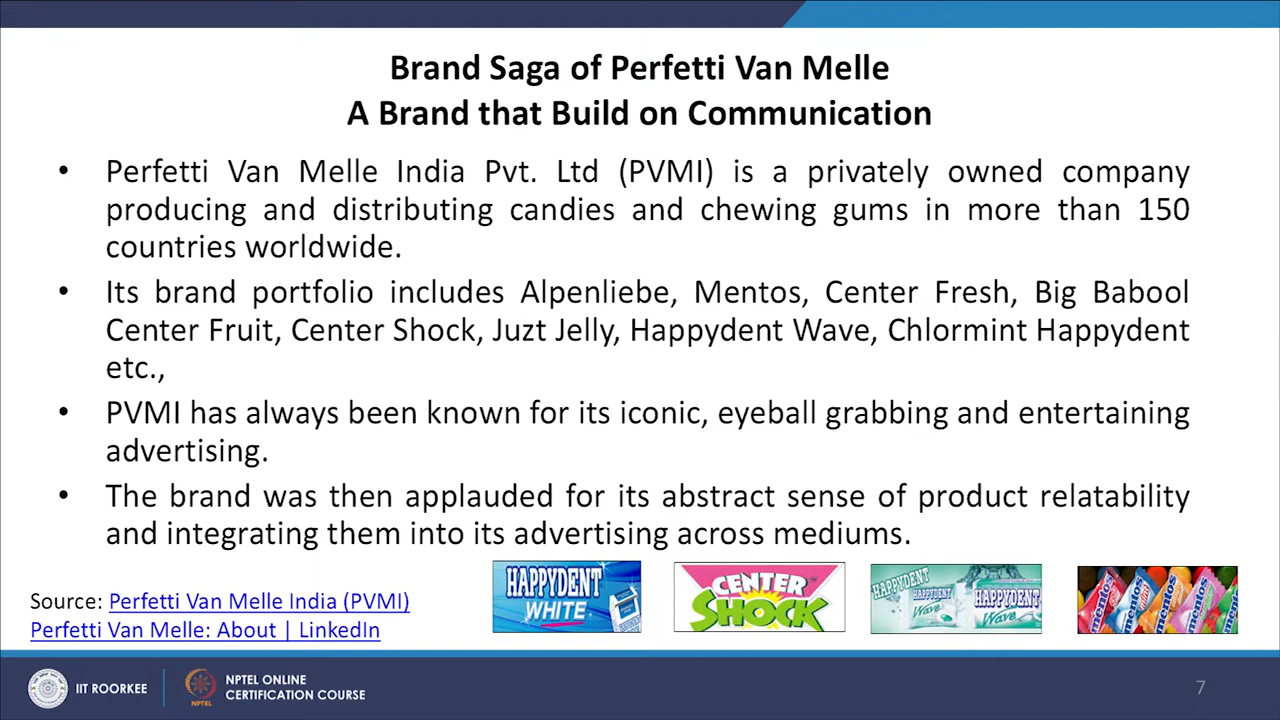 Brand Saga of Perfetti Van Melle
A Brand that Build on Communication
• Perfetti Van Melle India Pvt. Ltd (PVMI) is a privately owned company
producing and distributing candies and chewing gums in more than 150
countries worldwide.
• Its brand portfolio includes Alpenliebe, Mentos, Center Fresh, Big Babool
Center Fruit, Center Shock, Juzt Jelly, Happydent Wave, Chlormint Happydent
etc.,
• PVMI has always been known for its iconic, eyeball grabbing and entertaining
advertising.
• The brand was then applauded for its abstract sense of product relatability
and integrating them into its advertising across mediums.
HAPPYDENT
WHITE
CENTER
SHOCK
HAPPYDENT
HAPPYDENT
Wave
HAPPYDENT
Wave
mentos
mentos
Source: Perfetti Van Melle India (PVMI)
Perfetti Van Melle: About | LinkedIn
IIT ROORKEE
NPTEL
NPTEL ONLINE
CERTIFICATION COURSE
7